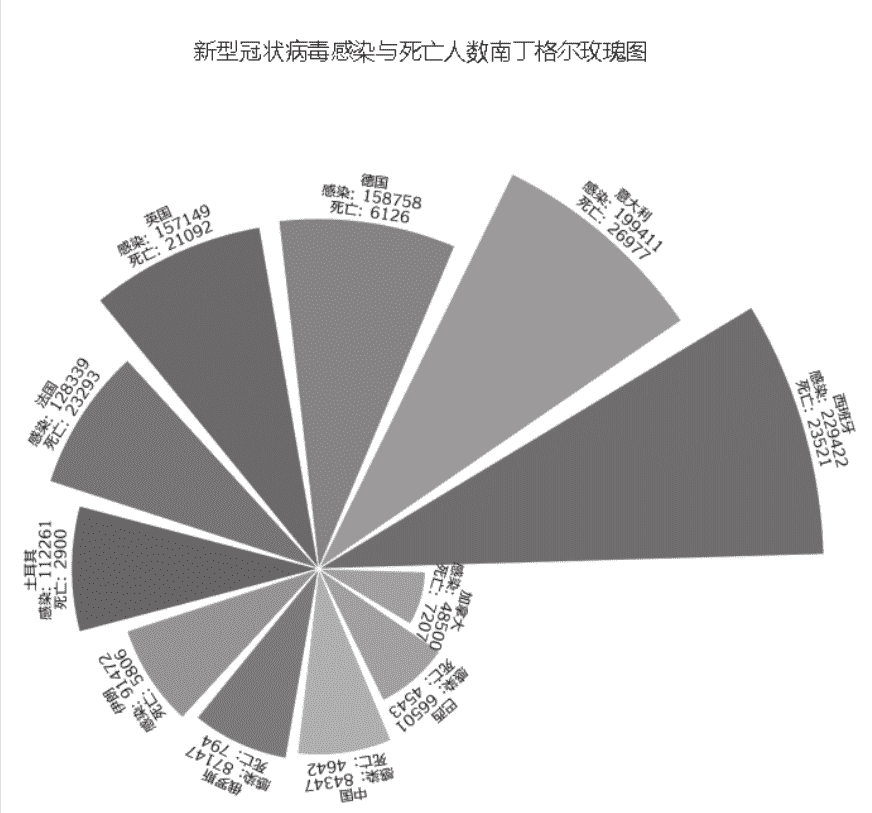 新型冠状病毒感染与死亡人数南丁格尔玫瑰图
德国
感染: 158758
死亡: 6126
意大利
感染: 199411
死亡: 26977
英国
感染: 157149
死亡: 21092
西班牙
感染: 229422
死亡: 23521
法国
感染: 128339
死亡: 23293
土耳其
感染: 112261
死亡: 2900
加拿大
感染: 48500
死亡: 7207
伊朗
感染: 91472
死亡: 5806
巴西
感染: 66501
死亡: 4543
俄罗斯
感染: 87147
死亡: 794
中国
感染: 84347
死亡: 4642